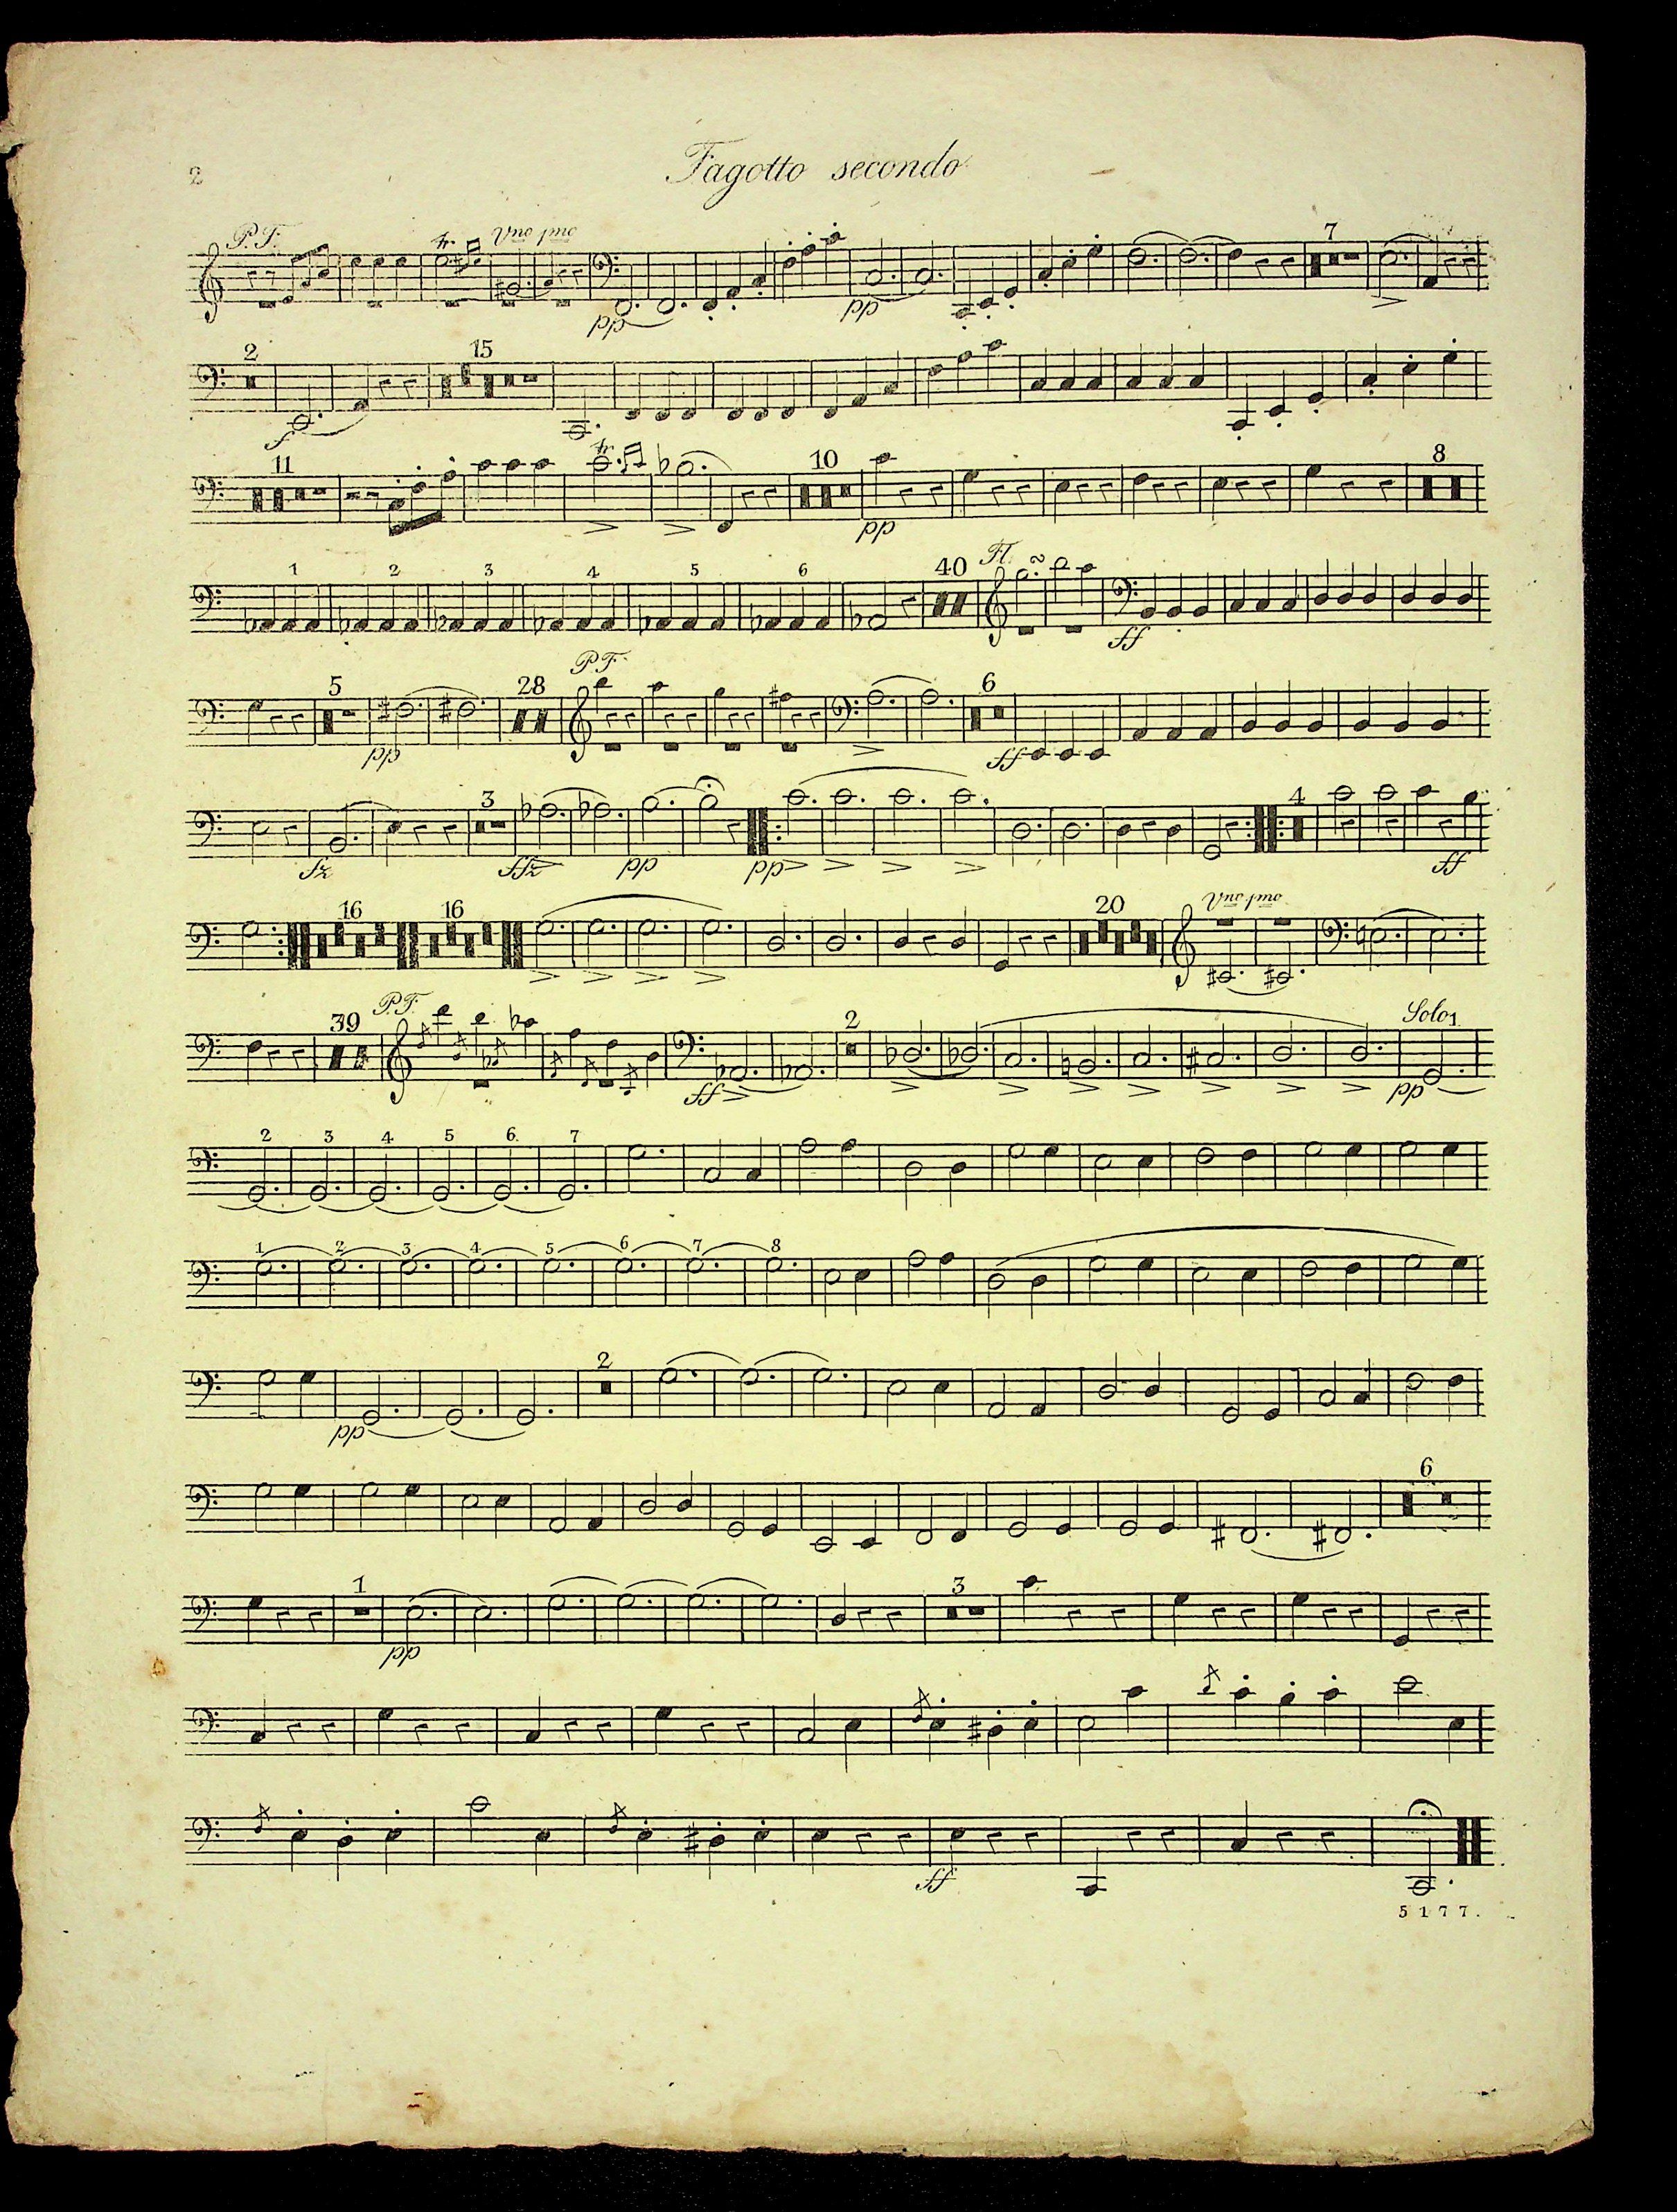 2
Fagotto secondo
P.F. tr. Vno pmo 7
pp pp
2 15
f
11 tr. 10 8
pp
1 2 3 4 5 6 40 Fl.
ff
5 28 P.F. 6
pp ff
3 4
fz ffz pp pp ff
16 16 20 Vno pmo
39 P.F. 2 Solo 1
ff pp
2 3 4 5 6 7
1 2 3 4 5 6 7 8
2
pp
6
1 3
pp
ff
5177.